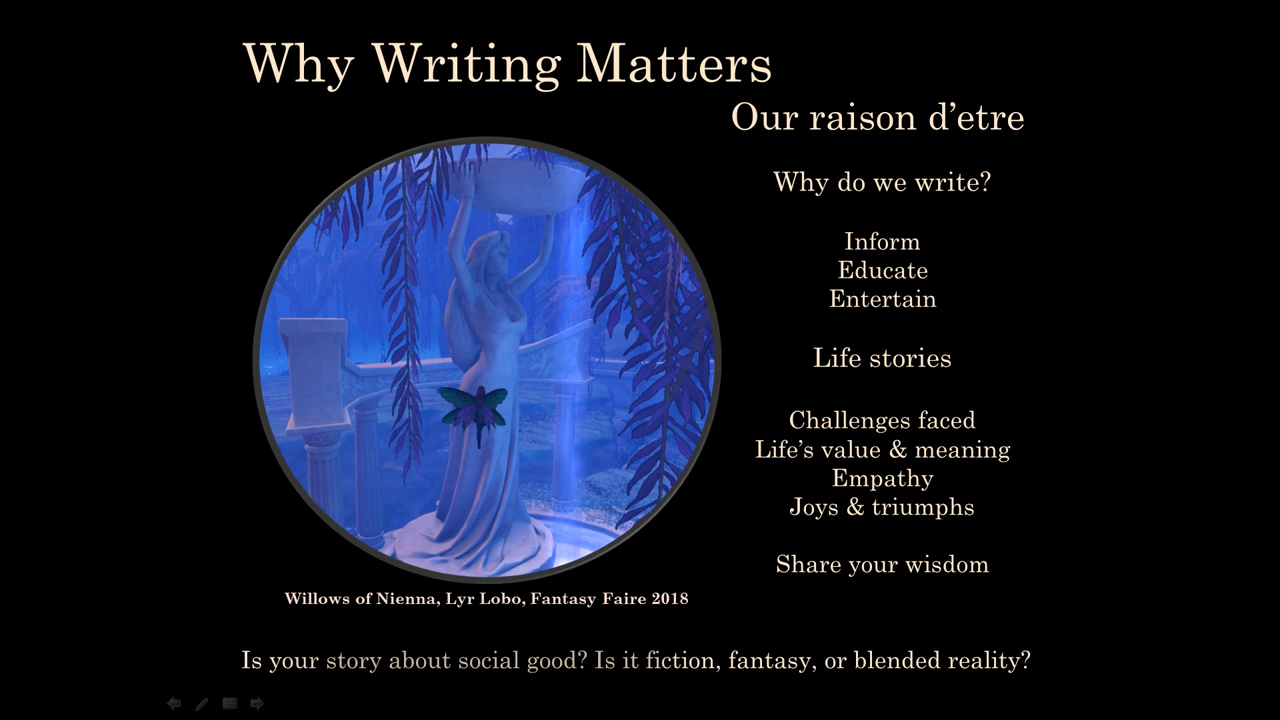 Why Writing Matters
Our raison d’etre
Why do we write?
Inform
Educate
Entertain
Life stories
Challenges faced
Life’s value & meaning
Empathy
Joys & triumphs
Share your wisdom
Willows of Nienna, Lyr Lobo, Fantasy Faire 2018
Is your story about social good? Is it fiction, fantasy, or blended reality?